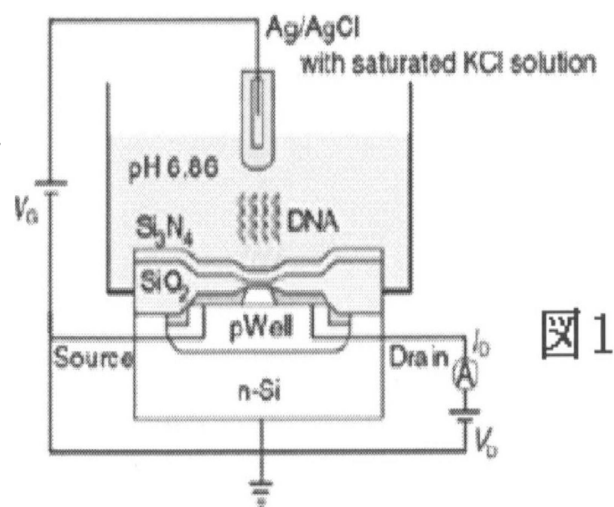 Ag/AgCl
with saturated KCl solution
pH 6.86
V_G
DNA
Si₃N₄
SiO₂
pWell
Source
Drain
I_D
A
n-Si
V_D
図1